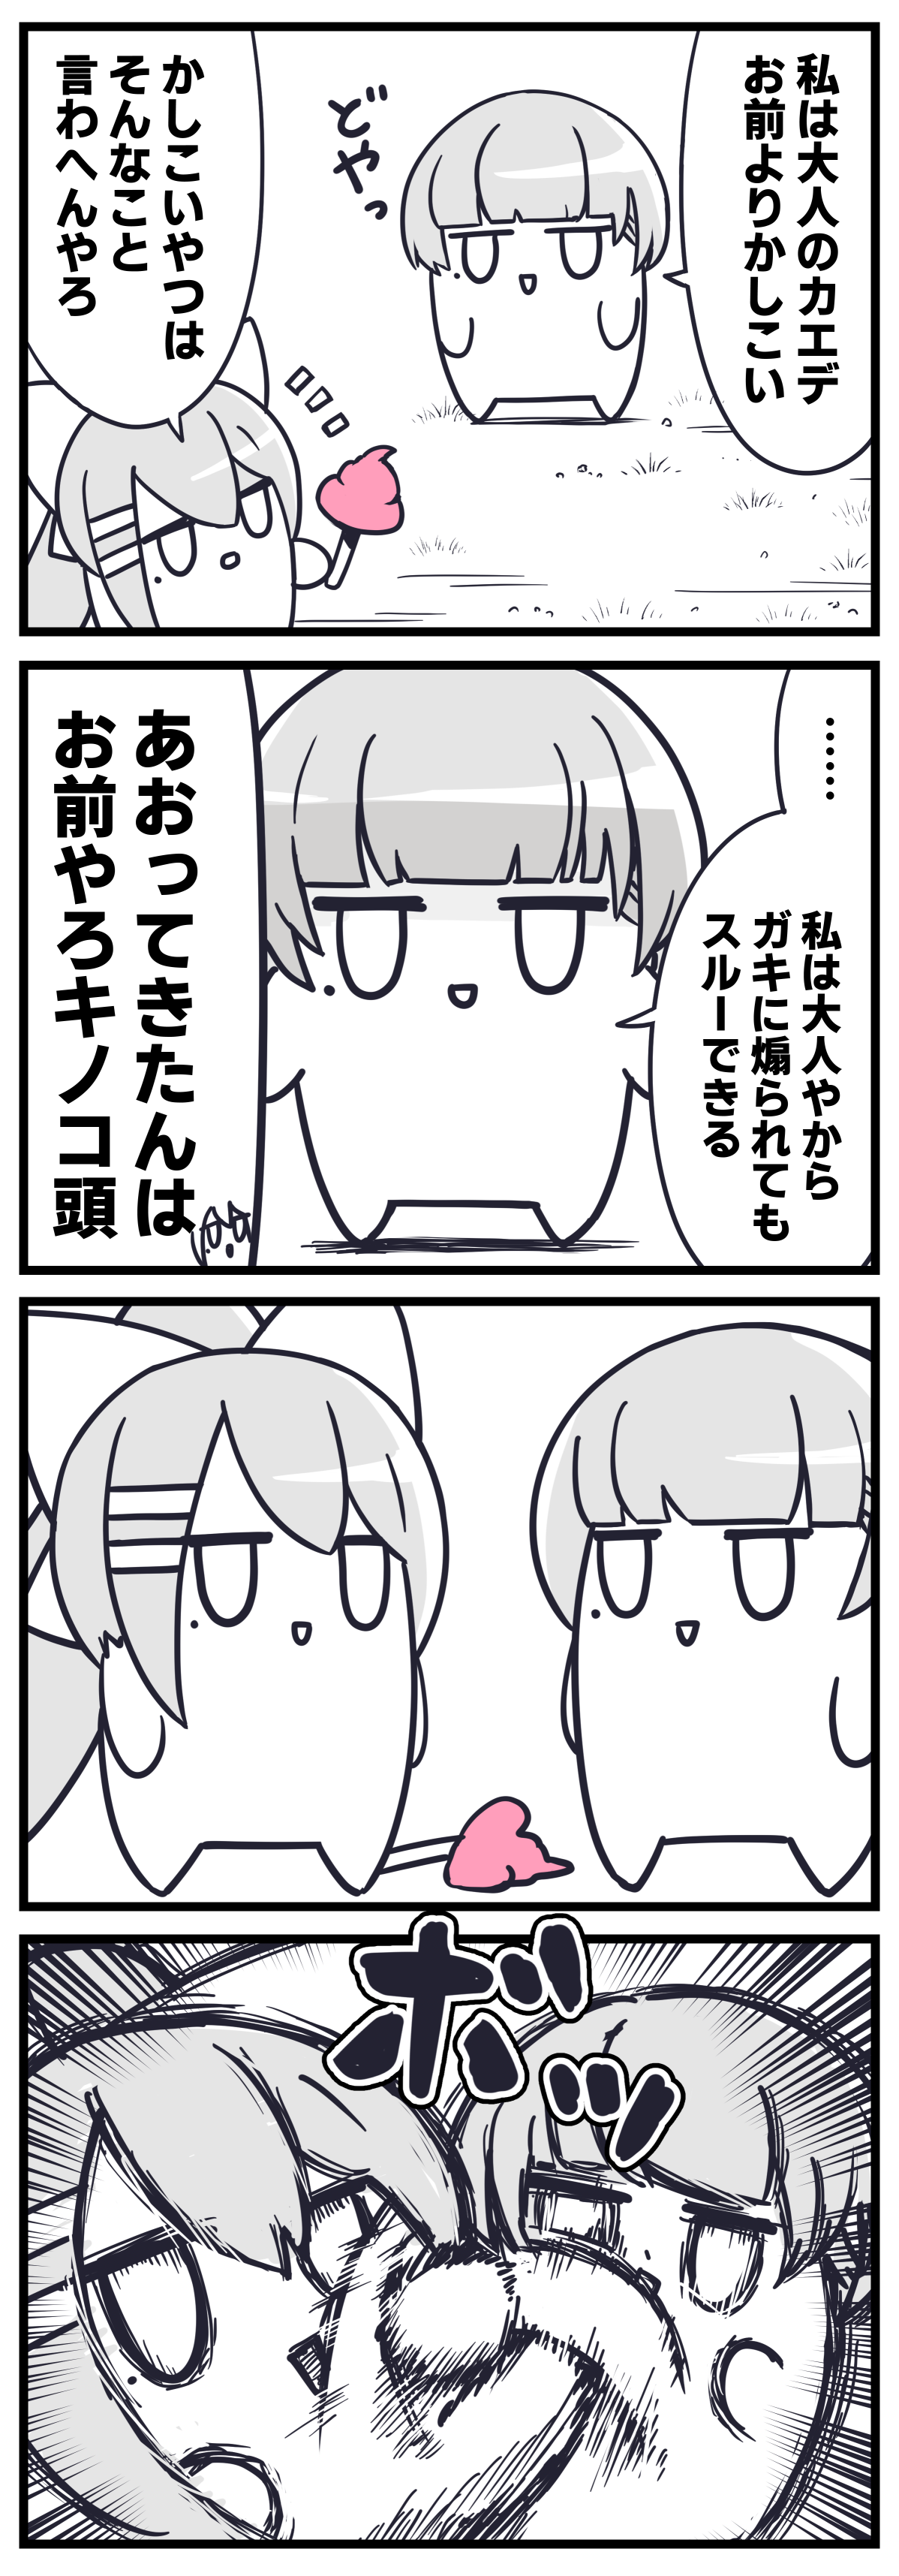 私は大人のカエデ
お前よりかしこい
どやっ
かしこいやつは
そんなこと
言わへんやろ
……
私は大人やから
ガキに煽られても
スルーできる
あおってきたんは
お前やろキノコ頭
ボッ